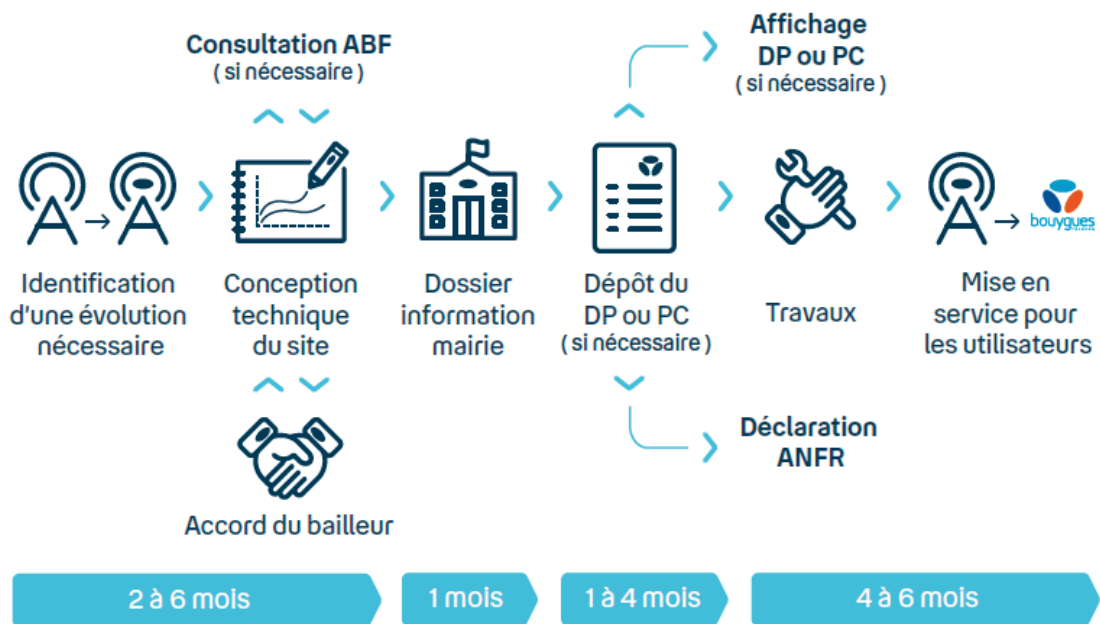 Consultation ABF
( si nécessaire )
Affichage
DP ou PC
( si nécessaire )
Identification
d'une évolution
nécessaire
Conception
technique
du site
Dossier
information
mairie
Dépôt du
DP ou PC
( si nécessaire )
Travaux
bouygues
Mise en
service pour
les utilisateurs
Accord du bailleur
Déclaration
ANFR
2 à 6 mois
1 mois
1 à 4 mois
4 à 6 mois